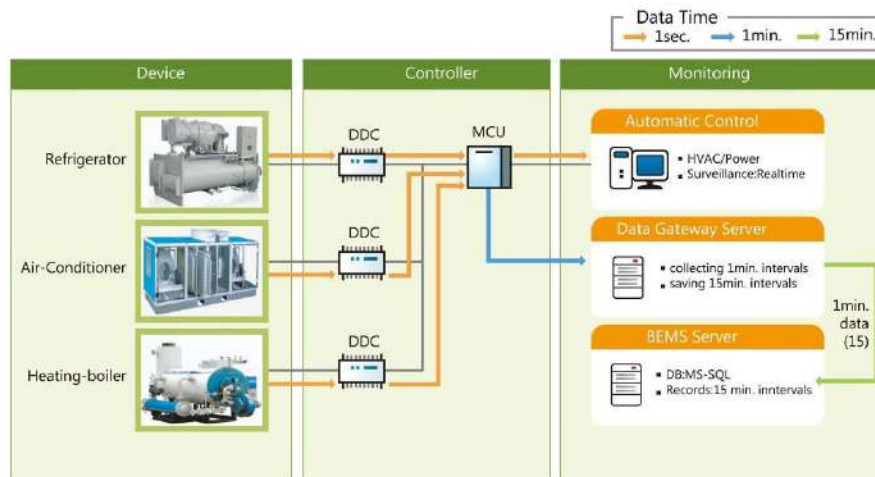 Data Time
1sec.
1min.
15min.
Device
Controller
Monitoring
Refrigerator
DDC
MCU
Automatic Control
▪ HVAC/Power
▪ Surveillance:Realtime
Air-Conditioner
DDC
Data Gateway Server
▪ collecting 1min. intervals
▪ saving 15min. intervals
1min.
data
(15)
Heating-boiler
DDC
BEMS Server
▪ DB:MS-SQL
▪ Records:15 min. inntervals